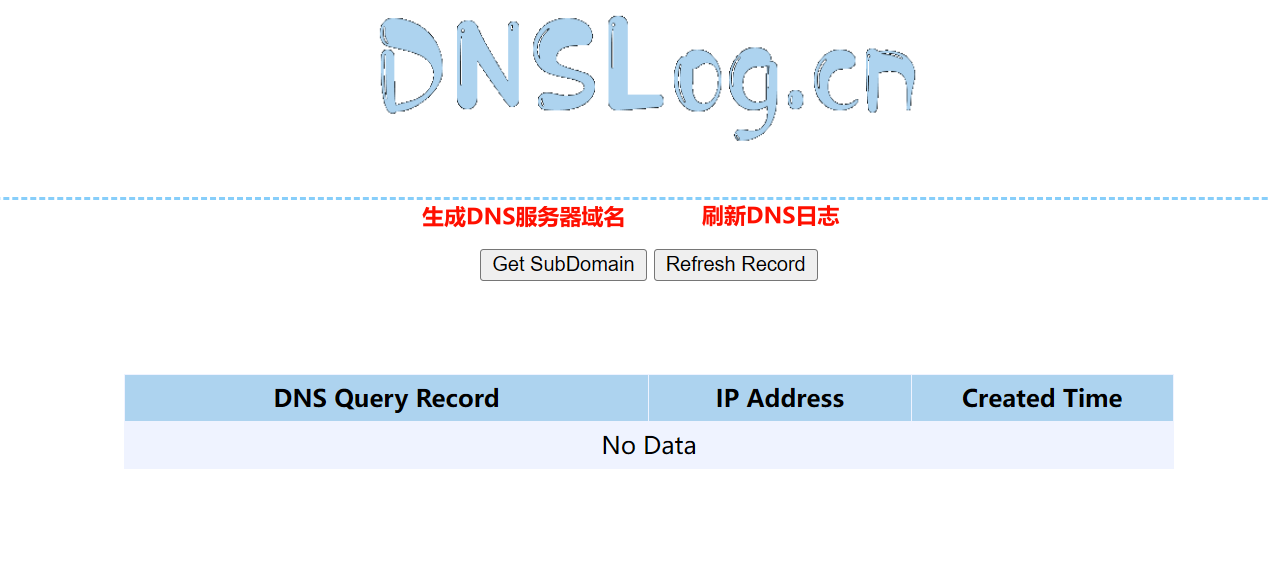 DNSLog.cn
生成DNS服务器域名 刷新DNS日志
Get SubDomain Refresh Record
DNS Query Record IP Address Created Time
No Data